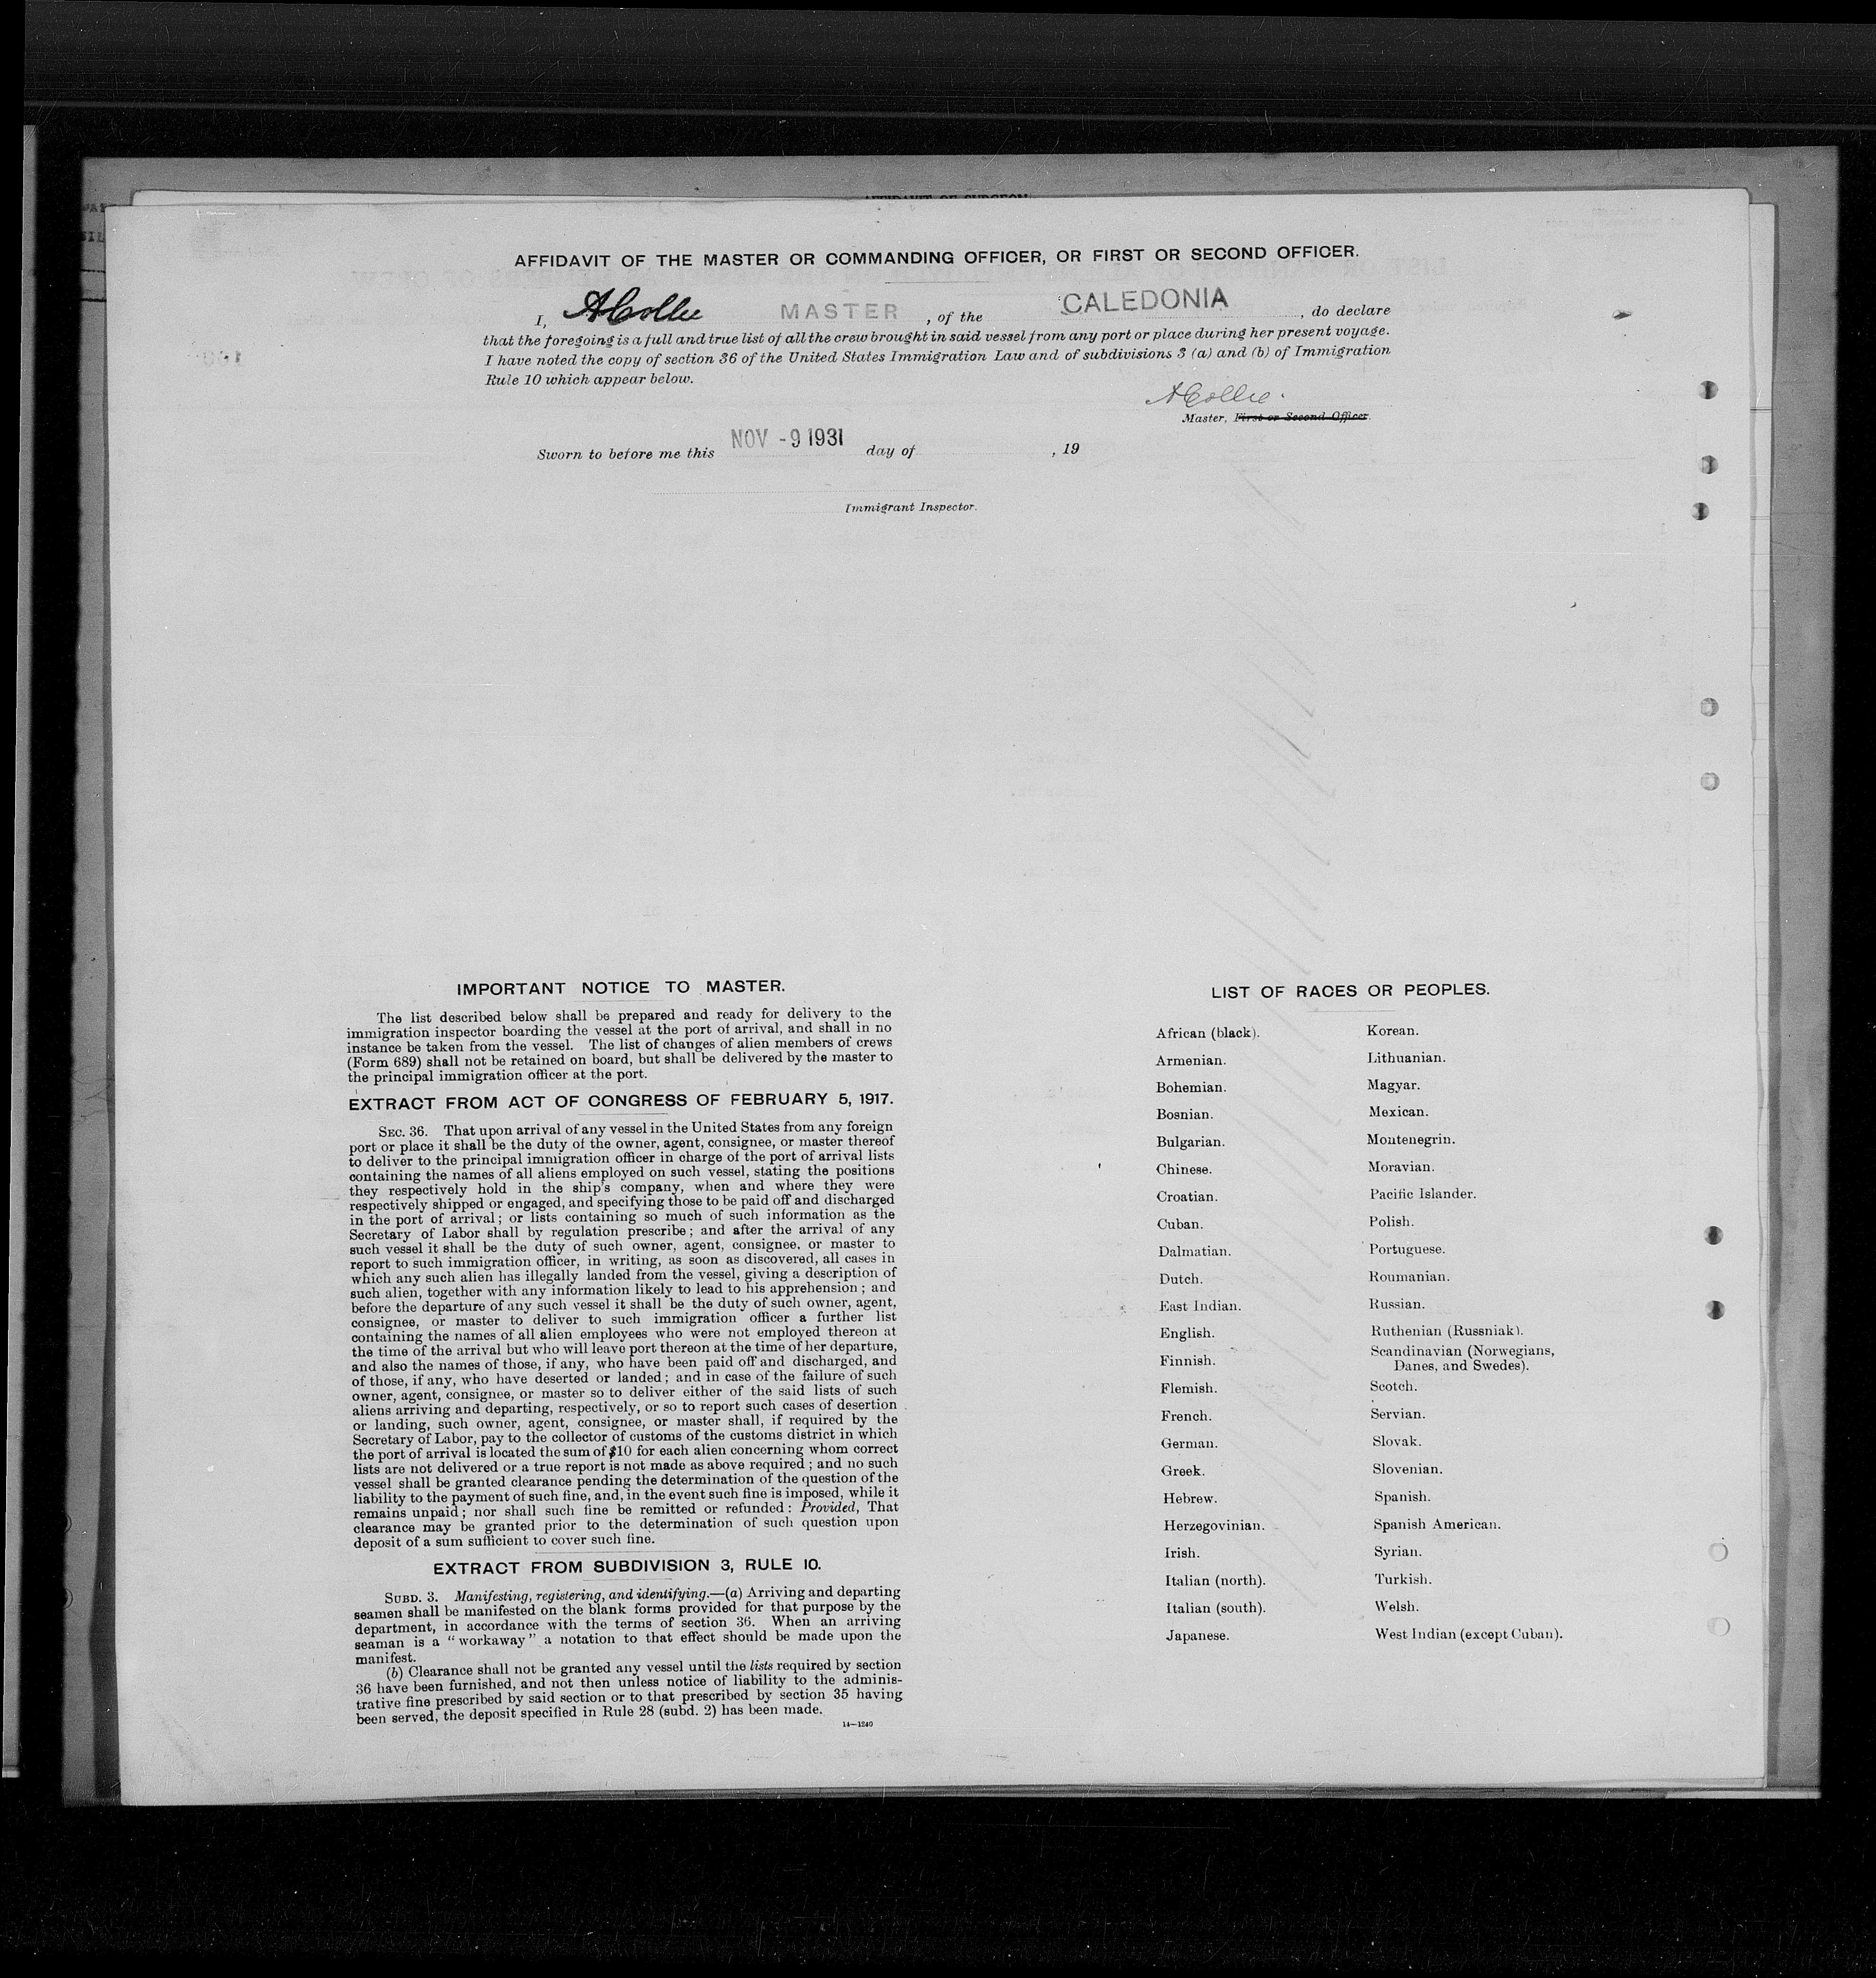 AFFIDAVIT OF SURGEON
AFFIDAVIT OF THE MASTER OR COMMANDING OFFICER, OR FIRST OR SECOND OFFICER.
I, A Collie MASTER, of the CALEDONIA, do declare
that the foregoing is a full and true list of all the crew brought in said vessel from any port or place during her present voyage.
I have noted the copy of section 36 of the United States Immigration Law and of subdivisions 3 (a) and (b) of Immigration
Rule 10 which appear below.
A Collie.
Master, First or Second Officer.
Sworn to before me this NOV -9 1931 day of , 19
Immigrant Inspector.
IMPORTANT NOTICE TO MASTER.
The list described below shall be prepared and ready for delivery to the
immigration inspector boarding the vessel at the port of arrival, and shall in no
instance be taken from the vessel. The list of changes of alien members of crews
(Form 689) shall not be retained on board, but shall be delivered by the master to
the principal immigration officer at the port.
EXTRACT FROM ACT OF CONGRESS OF FEBRUARY 5, 1917.
SEC. 36. That upon arrival of any vessel in the United States from any foreign
port or place it shall be the duty of the owner, agent, consignee, or master thereof
to deliver to the principal immigration officer in charge of the port of arrival lists
containing the names of all aliens employed on such vessel, stating the positions
they respectively hold in the ship's company, when and where they were
respectively shipped or engaged, and specifying those to be paid off and discharged
in the port of arrival; or lists containing so much of such information as the
Secretary of Labor shall by regulation prescribe; and after the arrival of any
such vessel it shall be the duty of such owner, agent, consignee, or master to
report to such immigration officer, in writing, as soon as discovered, all cases in
which any such alien has illegally landed from the vessel, giving a description of
such alien, together with any information likely to lead to his apprehension; and
before the departure of any such vessel it shall be the duty of such owner, agent,
consignee, or master to deliver to such immigration officer a further list
containing the names of all alien employees who were not employed thereon at
the time of the arrival but who will leave port thereon at the time of her departure,
and also the names of those, if any, who have been paid off and discharged, and
of those, if any, who have deserted or landed; and in case of the failure of such
owner, agent, consignee, or master so to deliver either of the said lists of such
aliens arriving and departing, respectively, or so to report such cases of desertion
or landing, such owner, agent, consignee, or master shall, if required by the
Secretary of Labor, pay to the collector of customs of the customs district in which
the port of arrival is located the sum of $10 for each alien concerning whom correct
lists are not delivered or a true report is not made as above required; and no such
vessel shall be granted clearance pending the determination of the question of the
liability to the payment of such fine, and, in the event such fine is imposed, while it
remains unpaid; nor shall such fine be remitted or refunded: Provided, That
clearance may be granted prior to the determination of such question upon
deposit of a sum sufficient to cover such fine.
EXTRACT FROM SUBDIVISION 3, RULE 10.
SUBD. 3. Manifesting, registering, and identifying.—(a) Arriving and departing
seamen shall be manifested on the blank forms provided for that purpose by the
department, in accordance with the terms of section 36. When an arriving
seaman is a "workaway" a notation to that effect should be made upon the
manifest.
(b) Clearance shall not be granted any vessel until the lists required by section
36 have been furnished, and not then unless notice of liability to the adminis-
trative fine prescribed by said section or to that prescribed by section 35 having
been served, the deposit specified in Rule 28 (subd. 2) has been made.
14—1240
LIST OF RACES OR PEOPLES.
African (black).
Armenian.
Bohemian.
Bosnian.
Bulgarian.
Chinese.
Croatian.
Cuban.
Dalmatian.
Dutch.
East Indian.
English.
Finnish.
Flemish.
French.
German.
Greek.
Hebrew.
Herzegovinian.
Irish.
Italian (north).
Italian (south).
Japanese.
Korean.
Lithuanian.
Magyar.
Mexican.
Montenegrin.
Moravian.
Pacific Islander.
Polish.
Portuguese.
Roumanian.
Russian.
Ruthenian (Russniak).
Scandinavian (Norwegians,
Danes, and Swedes).
Scotch.
Servian.
Slovak.
Slovenian.
Spanish.
Spanish American.
Syrian.
Turkish.
Welsh.
West Indian (except Cuban).